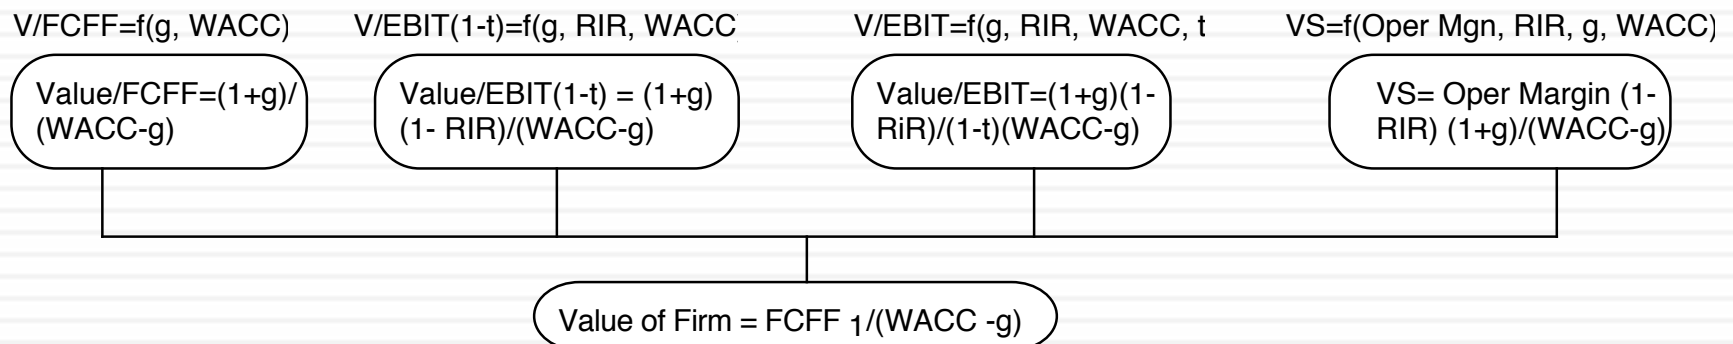 V/FCFF=f(g, WACC)
V/EBIT(1-t)=f(g, RIR, WACC
V/EBIT=f(g, RIR, WACC, t
VS=f(Oper Mgn, RIR, g, WACC)
Value/FCFF=(1+g)/
(WACC-g)
Value/EBIT(1-t) = (1+g)
(1- RIR)/(WACC-g)
Value/EBIT=(1+g)(1-
RiR)/(1-t)(WACC-g)
VS= Oper Margin (1-
RIR) (1+g)/(WACC-g)
Value of Firm = FCFF 1/(WACC -g)